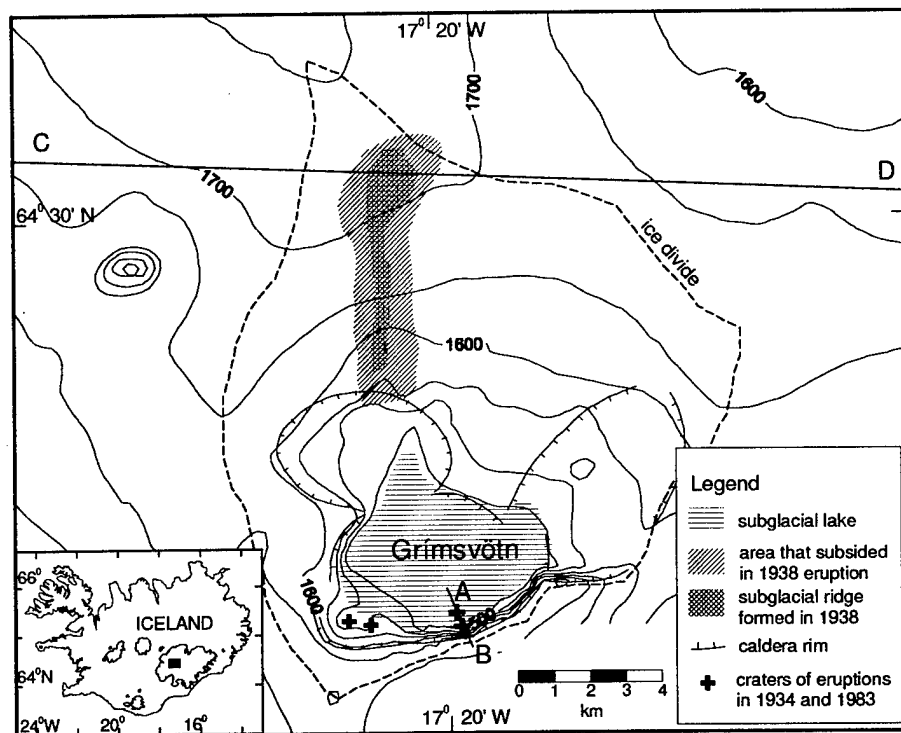 17° 20' W
1600
1700
C
D
1700
64° 30' N
ice divide
1600
Legend
subglacial lake
area that subsided
in 1938 eruption
subglacial ridge
formed in 1938
caldera rim
craters of eruptions
in 1934 and 1983
Grímsvötn
A
B
1600
66°
ICELAND
64°N
24°W
20°
16°
0 1 2 3 4
km
17° 20' W